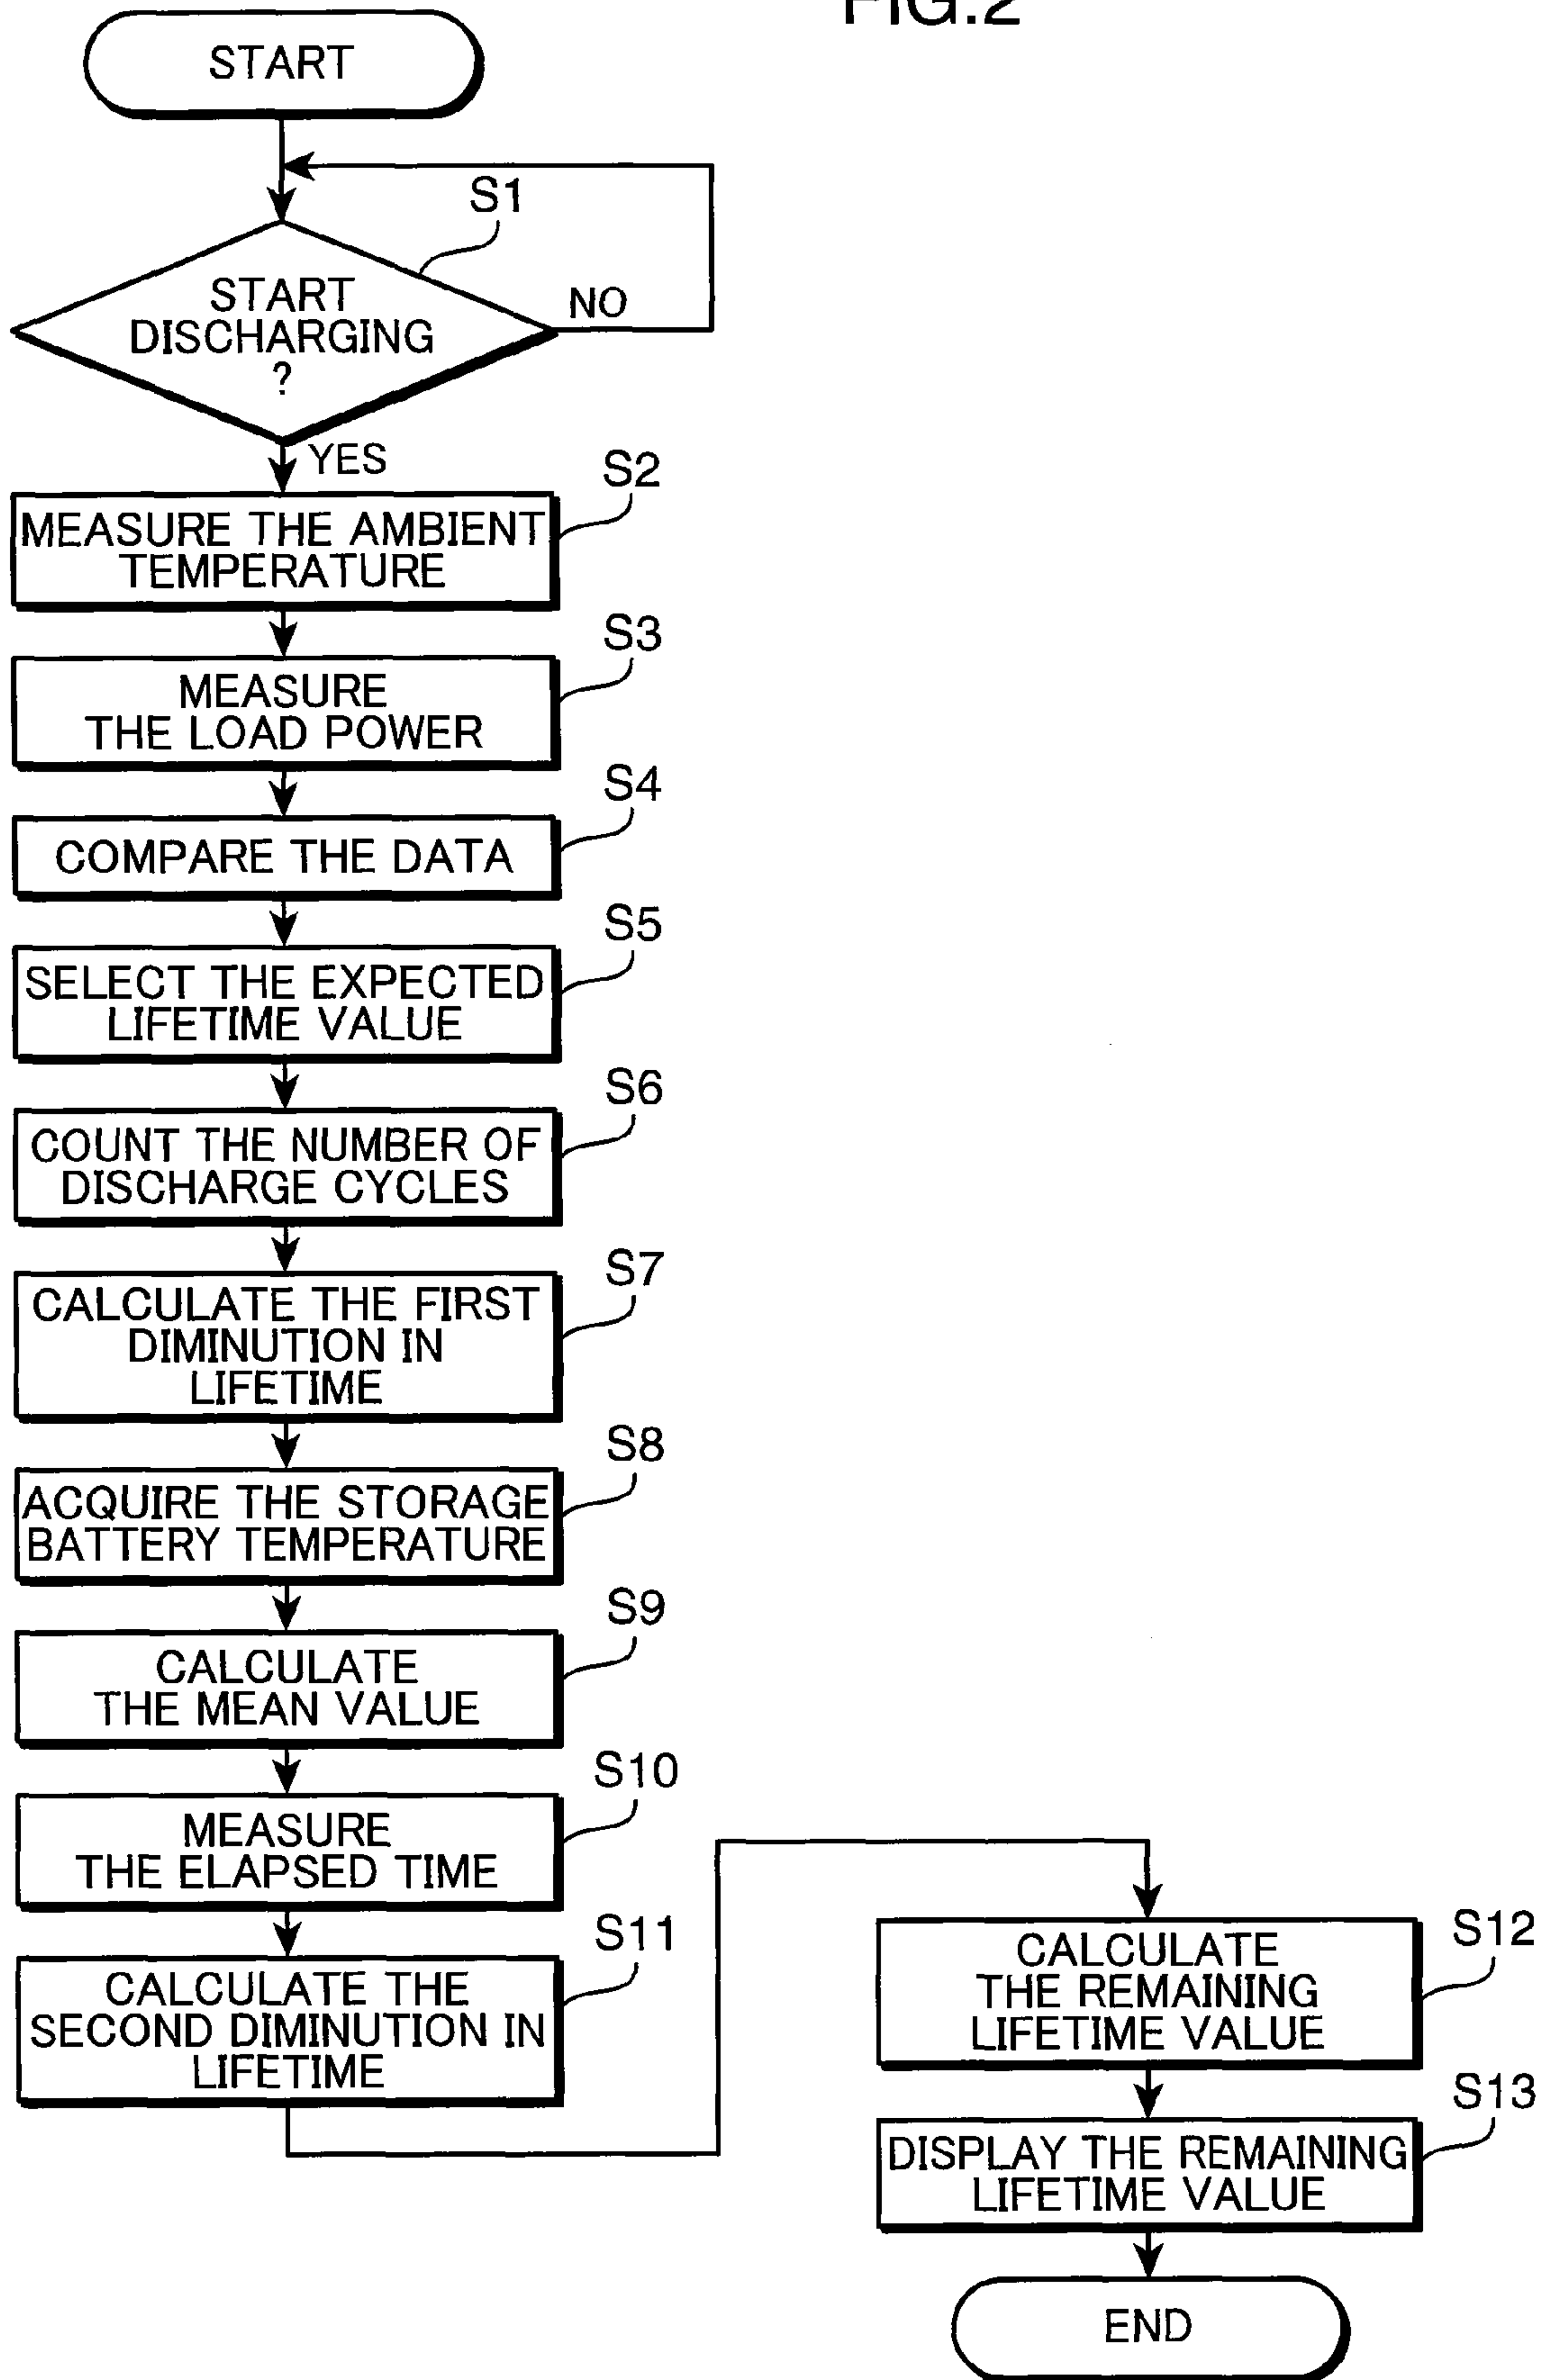 FIG.2
START
S1
START
DISCHARGING
?
NO
YES
S2
MEASURE THE AMBIENT
TEMPERATURE
S3
MEASURE
THE LOAD POWER
S4
COMPARE THE DATA
S5
SELECT THE EXPECTED
LIFETIME VALUE
S6
COUNT THE NUMBER OF
DISCHARGE CYCLES
S7
CALCULATE THE FIRST
DIMINUTION IN
LIFETIME
S8
ACQUIRE THE STORAGE
BATTERY TEMPERATURE
S9
CALCULATE
THE MEAN VALUE
S10
MEASURE
THE ELAPSED TIME
S11
CALCULATE THE
SECOND DIMINUTION IN
LIFETIME
S12
CALCULATE
THE REMAINING
LIFETIME VALUE
S13
DISPLAY THE REMAINING
LIFETIME VALUE
END